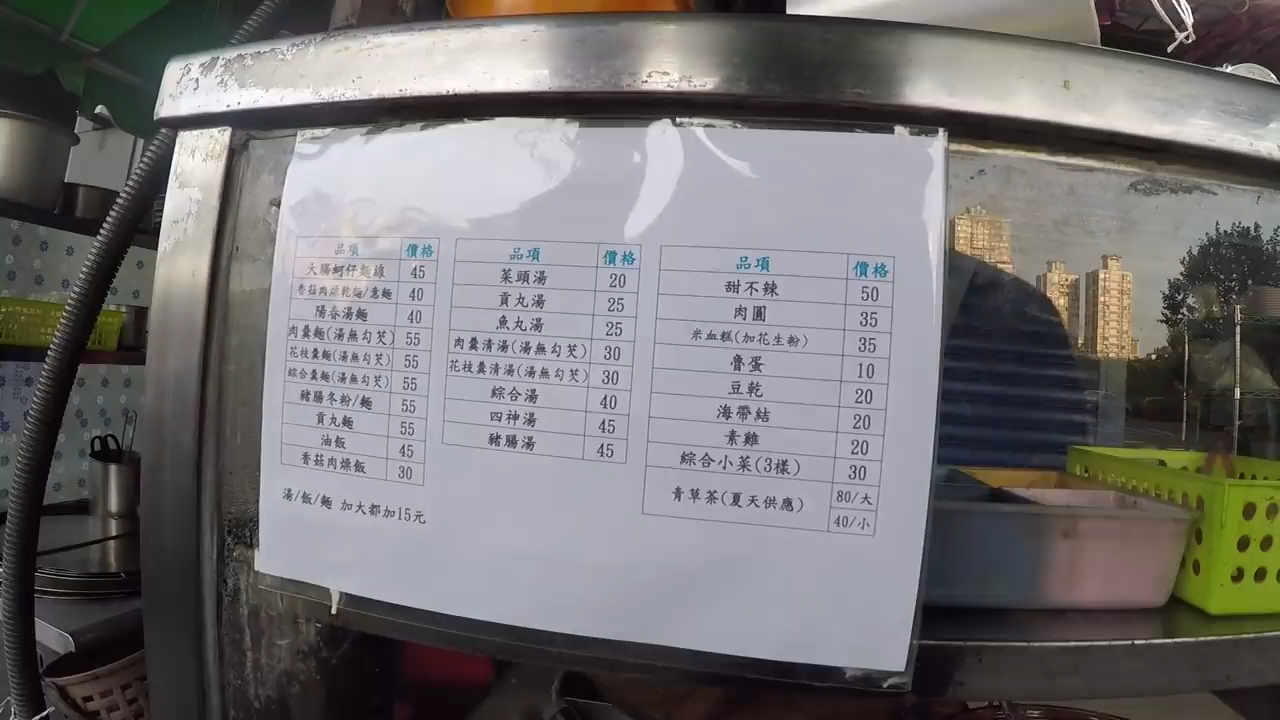 品項 價格
大腸蚵仔麵線 45
香菇肉燥乾麵/意麵 40
陽春湯麵 40
肉羹麵(湯無勾芡) 55
花枝羹麵(湯無勾芡) 55
綜合羹麵(湯無勾芡) 55
豬腸冬粉/麵 55
貢丸麵 55
油飯 45
香菇肉燥飯 30
湯/飯/麵 加大都加15元
品項 價格
菜頭湯 20
貢丸湯 25
魚丸湯 25
肉羹清湯(湯無勾芡) 30
花枝羹清湯(湯無勾芡) 30
綜合湯 40
四神湯 45
豬腸湯 45
品項 價格
甜不辣 50
肉圓 35
米血糕(加花生粉) 35
魯蛋 10
豆乾 20
海帶結 20
素雞 20
綜合小菜(3樣) 30
青草茶(夏天供應) 80/大
40/小